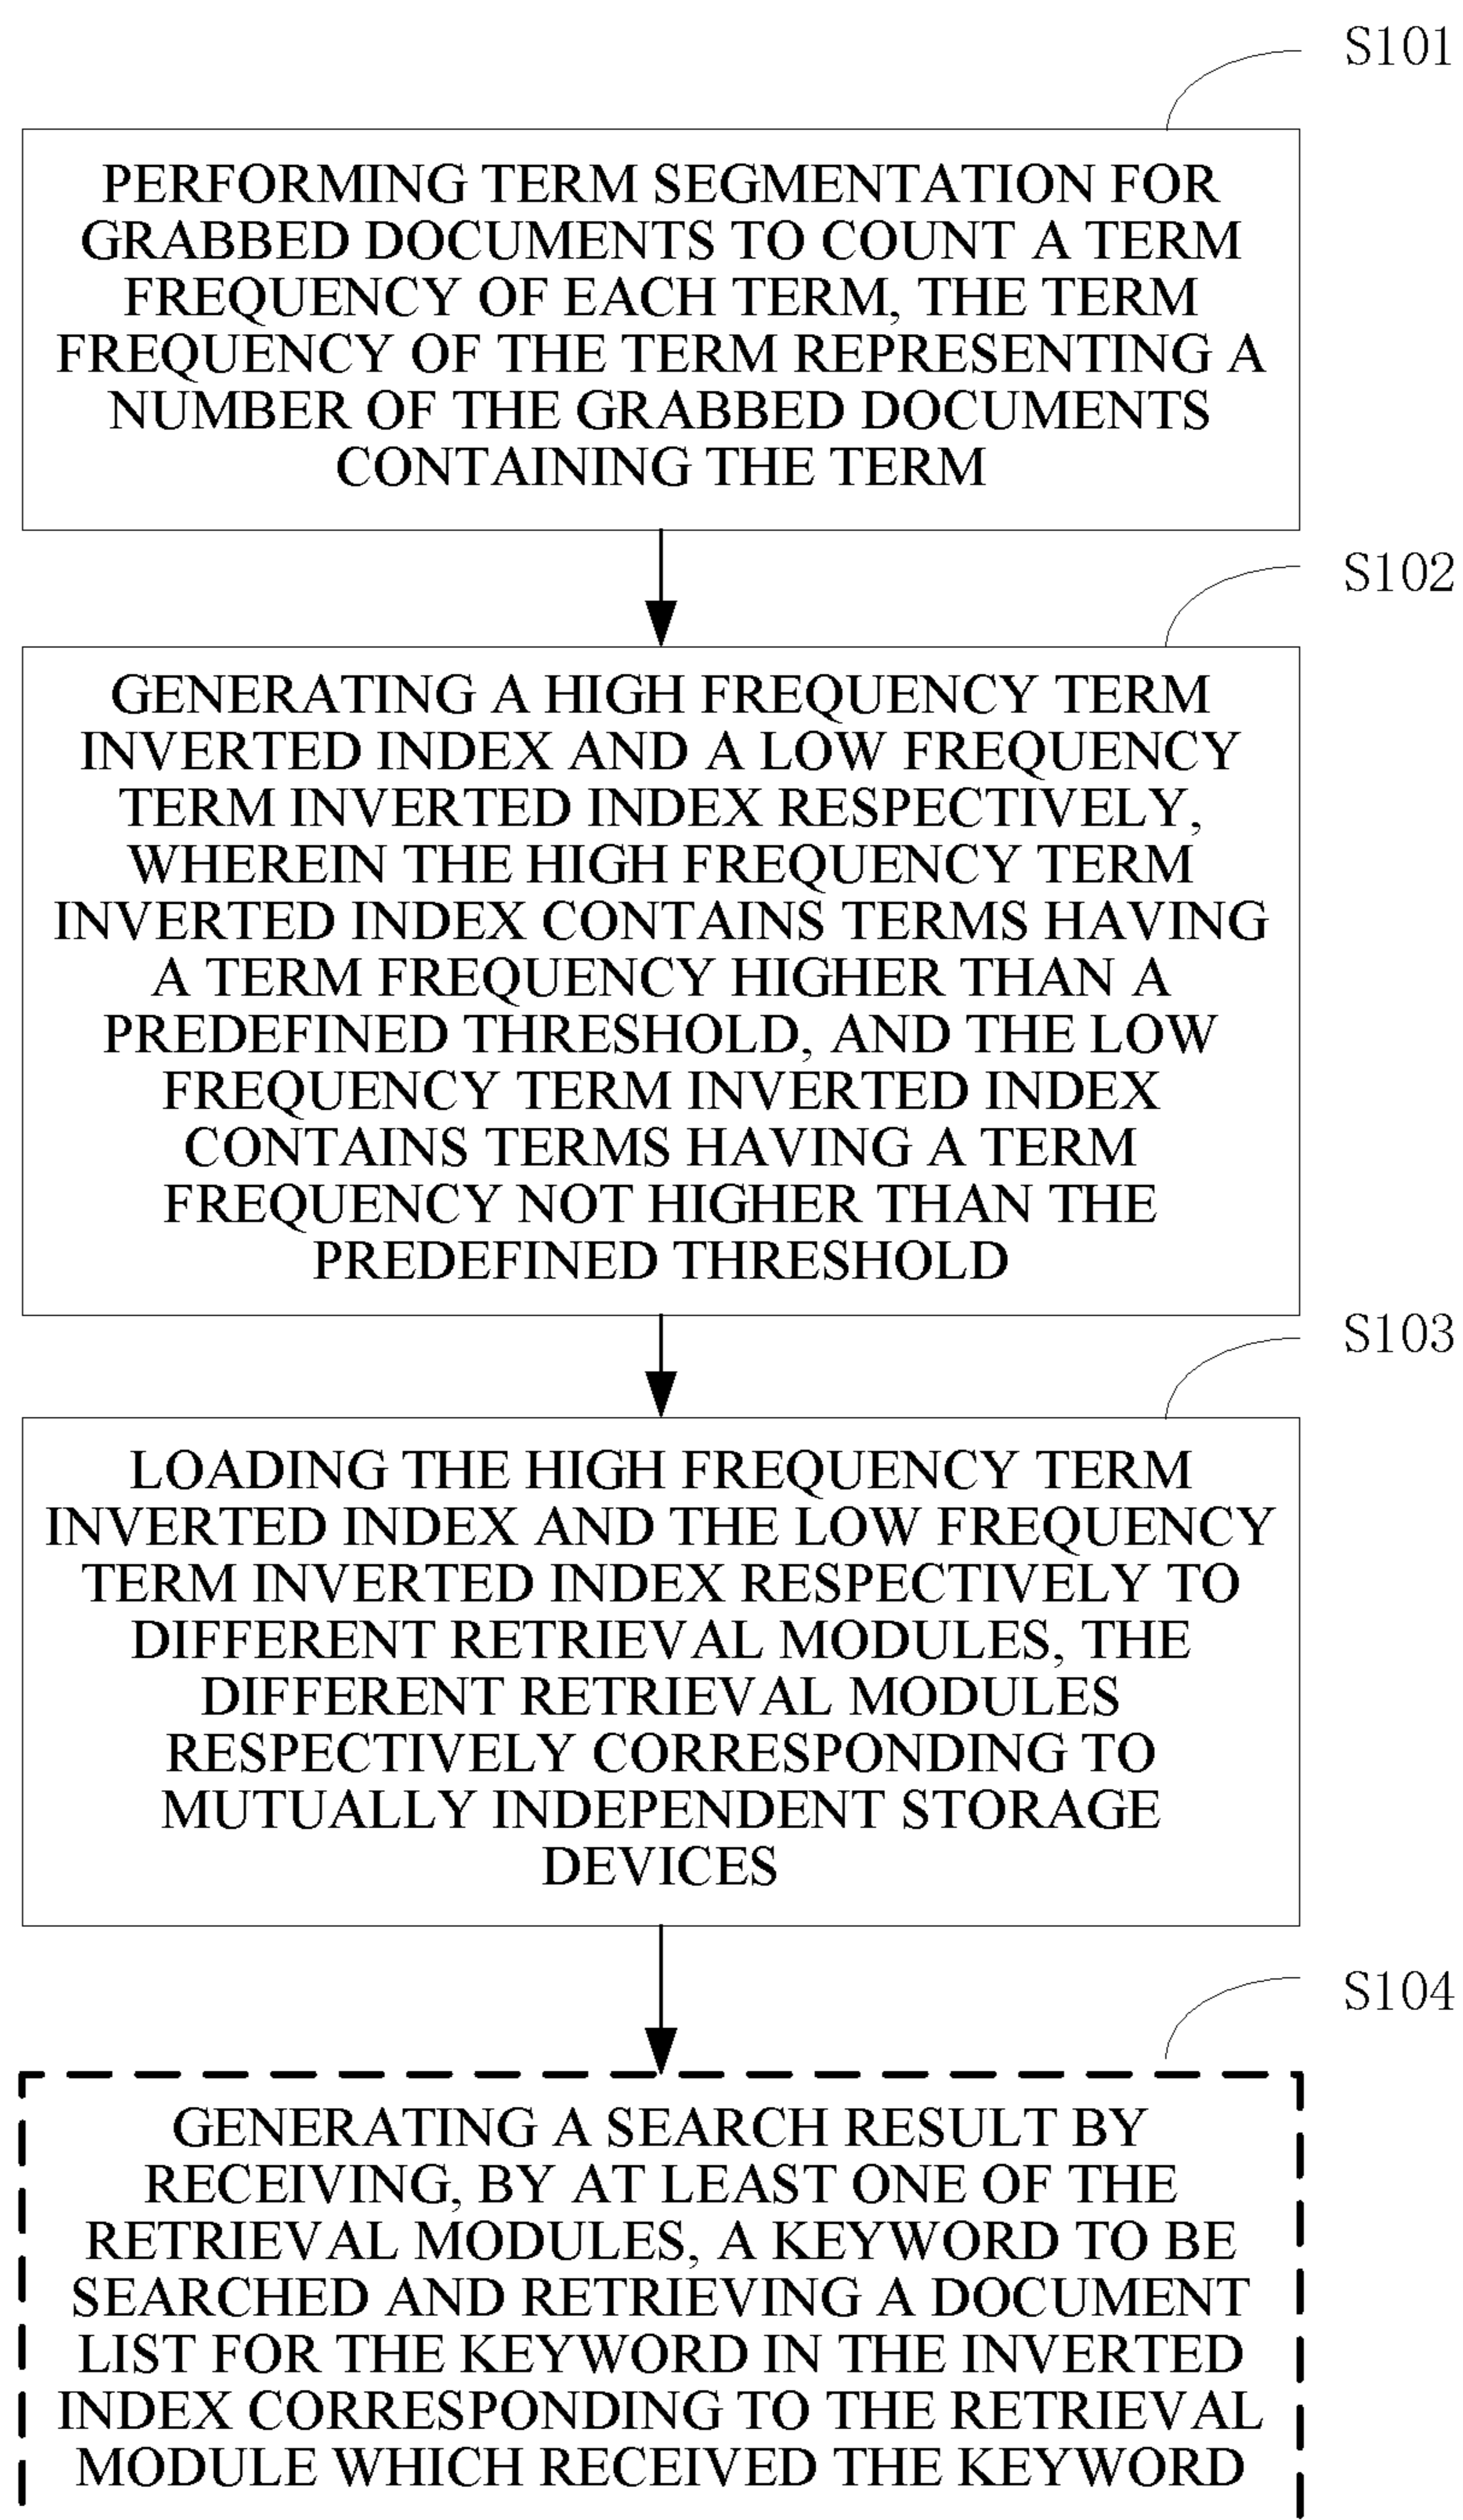 S101
PERFORMING TERM SEGMENTATION FOR
GRABBED DOCUMENTS TO COUNT A TERM
FREQUENCY OF EACH TERM, THE TERM
FREQUENCY OF THE TERM REPRESENTING A
NUMBER OF THE GRABBED DOCUMENTS
CONTAINING THE TERM
S102
GENERATING A HIGH FREQUENCY TERM
INVERTED INDEX AND A LOW FREQUENCY
TERM INVERTED INDEX RESPECTIVELY,
WHEREIN THE HIGH FREQUENCY TERM
INVERTED INDEX CONTAINS TERMS HAVING
A TERM FREQUENCY HIGHER THAN A
PREDEFINED THRESHOLD, AND THE LOW
FREQUENCY TERM INVERTED INDEX
CONTAINS TERMS HAVING A TERM
FREQUENCY NOT HIGHER THAN THE
PREDEFINED THRESHOLD
S103
LOADING THE HIGH FREQUENCY TERM
INVERTED INDEX AND THE LOW FREQUENCY
TERM INVERTED INDEX RESPECTIVELY TO
DIFFERENT RETRIEVAL MODULES, THE
DIFFERENT RETRIEVAL MODULES
RESPECTIVELY CORRESPONDING TO
MUTUALLY INDEPENDENT STORAGE
DEVICES
S104
GENERATING A SEARCH RESULT BY
RECEIVING, BY AT LEAST ONE OF THE
RETRIEVAL MODULES, A KEYWORD TO BE
SEARCHED AND RETRIEVING A DOCUMENT
LIST FOR THE KEYWORD IN THE INVERTED
INDEX CORRESPONDING TO THE RETRIEVAL
MODULE WHICH RECEIVED THE KEYWORD